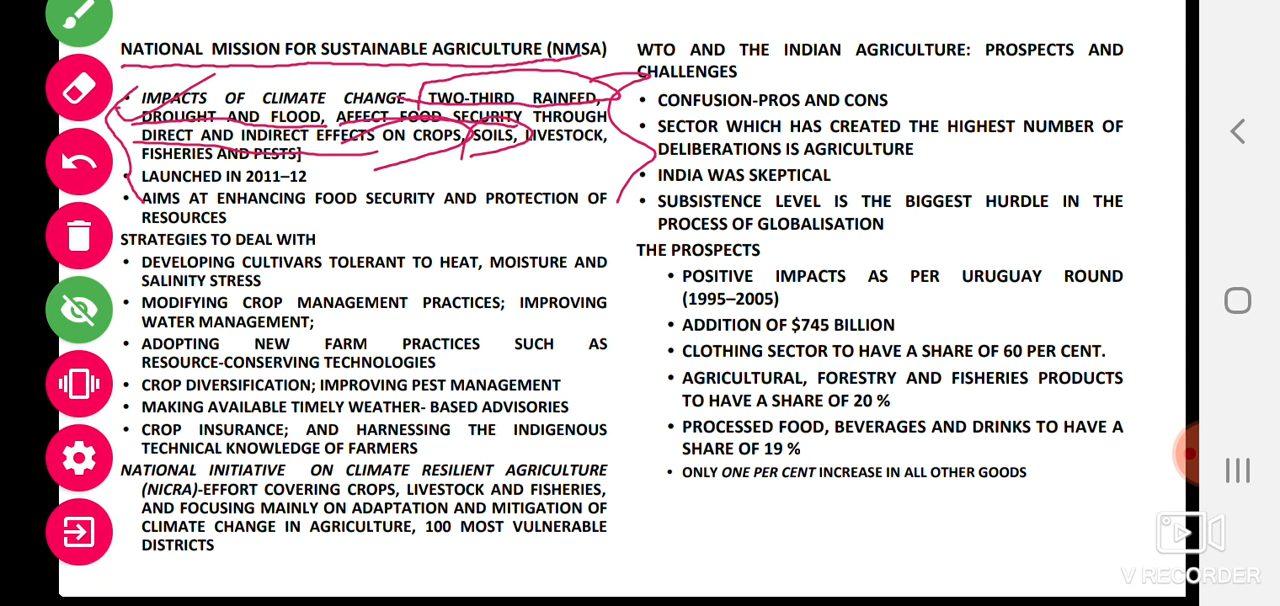 NATIONAL MISSION FOR SUSTAINABLE AGRICULTURE (NMSA)
• IMPACTS OF CLIMATE CHANGE TWO-THIRD RAINFED,
DROUGHT AND FLOOD, AFFECT FOOD SECURITY THROUGH
DIRECT AND INDIRECT EFFECTS ON CROPS, SOILS, LIVESTOCK,
FISHERIES AND PESTS]
• LAUNCHED IN 2011–12
• AIMS AT ENHANCING FOOD SECURITY AND PROTECTION OF
RESOURCES
STRATEGIES TO DEAL WITH
• DEVELOPING CULTIVARS TOLERANT TO HEAT, MOISTURE AND
SALINITY STRESS
• MODIFYING CROP MANAGEMENT PRACTICES; IMPROVING
WATER MANAGEMENT;
• ADOPTING NEW FARM PRACTICES SUCH AS
RESOURCE-CONSERVING TECHNOLOGIES
• CROP DIVERSIFICATION; IMPROVING PEST MANAGEMENT
• MAKING AVAILABLE TIMELY WEATHER- BASED ADVISORIES
• CROP INSURANCE; AND HARNESSING THE INDIGENOUS
TECHNICAL KNOWLEDGE OF FARMERS
NATIONAL INITIATIVE ON CLIMATE RESILIENT AGRICULTURE
(NICRA)-EFFORT COVERING CROPS, LIVESTOCK AND FISHERIES,
AND FOCUSING MAINLY ON ADAPTATION AND MITIGATION OF
CLIMATE CHANGE IN AGRICULTURE, 100 MOST VULNERABLE
DISTRICTS
WTO AND THE INDIAN AGRICULTURE: PROSPECTS AND
CHALLENGES
• CONFUSION-PROS AND CONS
• SECTOR WHICH HAS CREATED THE HIGHEST NUMBER OF
DELIBERATIONS IS AGRICULTURE
• INDIA WAS SKEPTICAL
• SUBSISTENCE LEVEL IS THE BIGGEST HURDLE IN THE
PROCESS OF GLOBALISATION
THE PROSPECTS
• POSITIVE IMPACTS AS PER URUGUAY ROUND
(1995–2005)
• ADDITION OF $745 BILLION
• CLOTHING SECTOR TO HAVE A SHARE OF 60 PER CENT.
• AGRICULTURAL, FORESTRY AND FISHERIES PRODUCTS
TO HAVE A SHARE OF 20 %
• PROCESSED FOOD, BEVERAGES AND DRINKS TO HAVE A
SHARE OF 19 %
• ONLY ONE PER CENT INCREASE IN ALL OTHER GOODS
V RECORDER